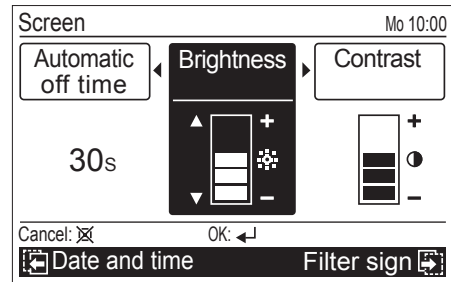 Screen Mo 10:00
Automatic Brightness Contrast
off time
+ +
30s
- -
Cancel: OK:
Date and time Filter sign